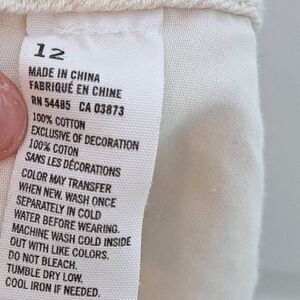 12
MADE IN CHINA
FABRIQUÉ EN CHINE
RN 54485 CA 03873
100% COTTON
EXCLUSIVE OF DECORATION
100% COTON
SANS LES DÉCORATIONS
COLOR MAY TRANSFER
WHEN NEW. WASH ONCE
SEPARATELY IN COLD
WATER BEFORE WEARING.
MACHINE WASH COLD INSIDE
OUT WITH LIKE COLORS.
DO NOT BLEACH.
TUMBLE DRY LOW.
COOL IRON IF NEEDED.